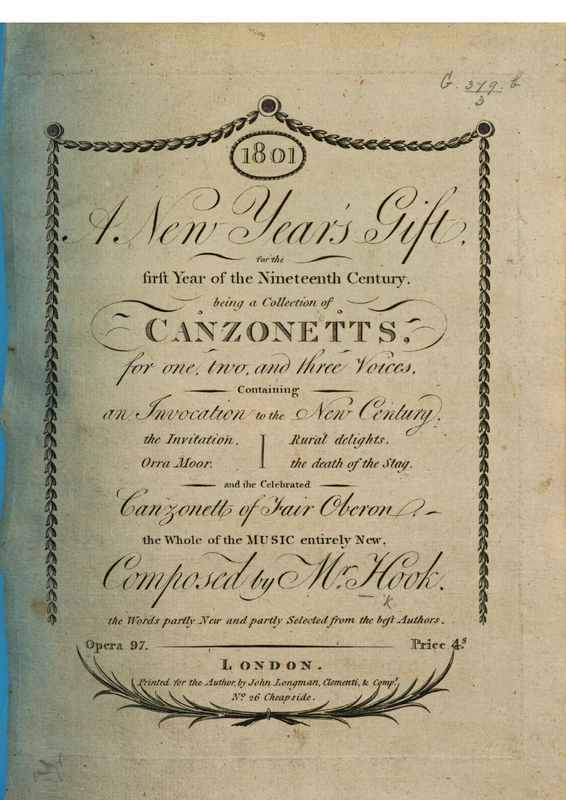 G. 379. b
3
1801
A New Year's Gift,
for the
firſt Year of the Nineteenth Century.
being a Collection of
CANZONETTS,
for one, two, and three Voices,
Containing
an Invocation to the New Century,
the Invitation. Rural delights.
Orra Moor. the death of the Stag.
and the Celebrated
Canzonett of Fair Oberon,
the Whole of the MUSIC entirely New,
Composed by Mr. Hook.
K
the Words partly New and partly Selected from the beſt Authors.
Opera 97. Price 4.s
LONDON.
Printed for the Author, by John Longman, Clementi, & Compy.
No. 26 Cheapside.